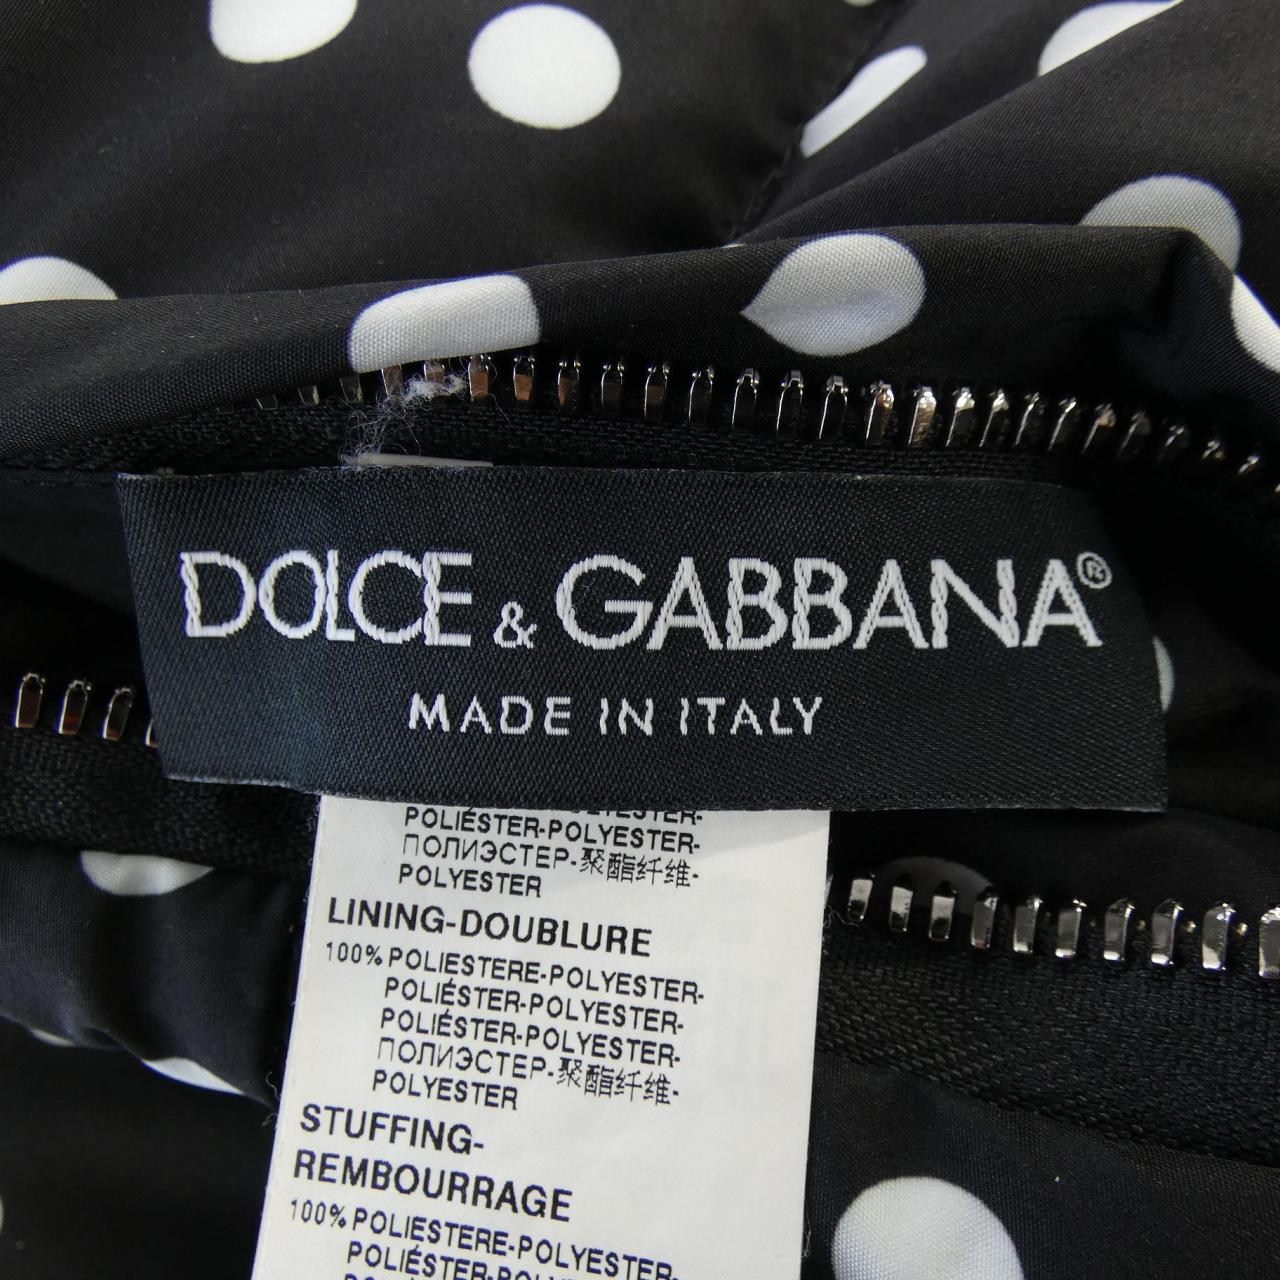 DOLCE & GABBANA®
MADE IN ITALY
POLIÉSTER-POLYESTER-
ПОЛИЭСТЕР-聚酯纤维-
POLYESTER
LINING-DOUBLURE
100% POLIESTERE-POLYESTER-
POLIÉSTER-POLYESTER-
POLIÉSTER-POLYESTER-
ПОЛИЭСТЕР-聚酯纤维-
POLYESTER
STUFFING-
REMBOURRAGE
100% POLIESTERE-POLYESTER-
POLIÉSTER-POLYESTER-